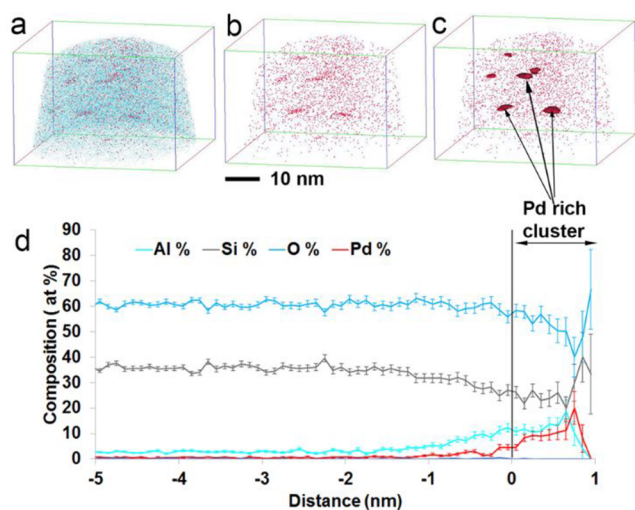 a
b
c
10 nm
Pd rich
cluster
d
Al %
Si %
O %
Pd %
Composition ( at %)
90
80
70
60
50
40
30
20
10
0
-5
-4
-3
-2
-1
0
1
Distance (nm)